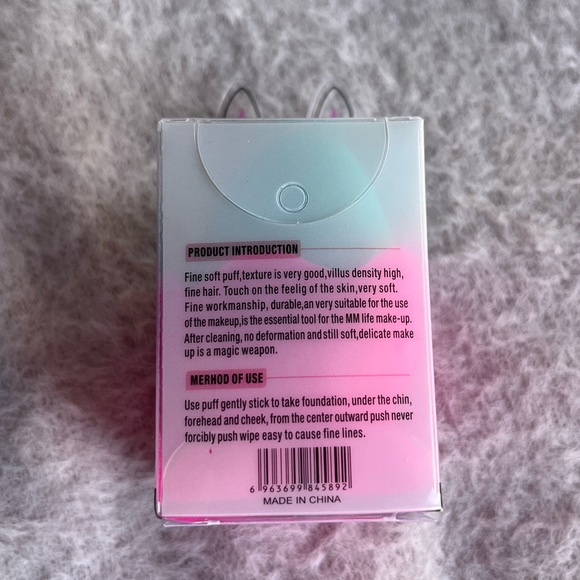 PRODUCT INTRODUCTION
Fine soft puff,texture is very good,villus density high,
fine hair. Touch on the feelig of the skin,very soft.
Fine workmanship, durable,an very suitable for the use
of the makeup,is the essential tool for the MM life make-up.
After cleaning, no deformation and still soft,delicate make
up is a magic weapon.
MERHOD OF USE
Use puff gently stick to take foundation, under the chin,
forehead and cheek, from the center outward push never
forcibly push wipe easy to cause fine lines.
6 963699 845892
MADE IN CHINA